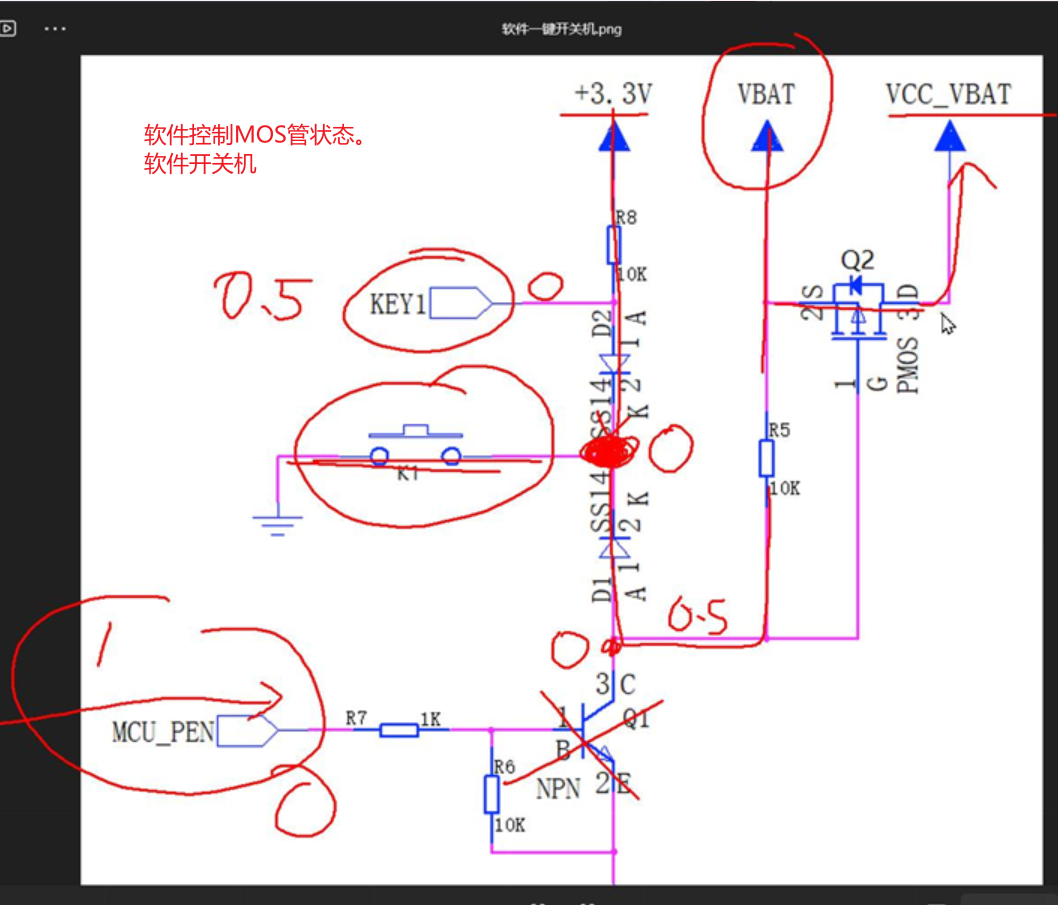 软件一键开关机.png
+3.3V
VBAT
VCC_VBAT
软件控制MOS管状态。
软件开关机
R8
10K
Q2
0.5
KEY1
0
D2
1 A
2 S
3 D
SS14
K 2
1 G
PMOS
K1
0
R5
10K
SS14
2 K
D1
A 1
0.5
1
0
3 C
MCU_PEN
R7
1K
1
B
Q1
R6
NPN
2 E
0
10K